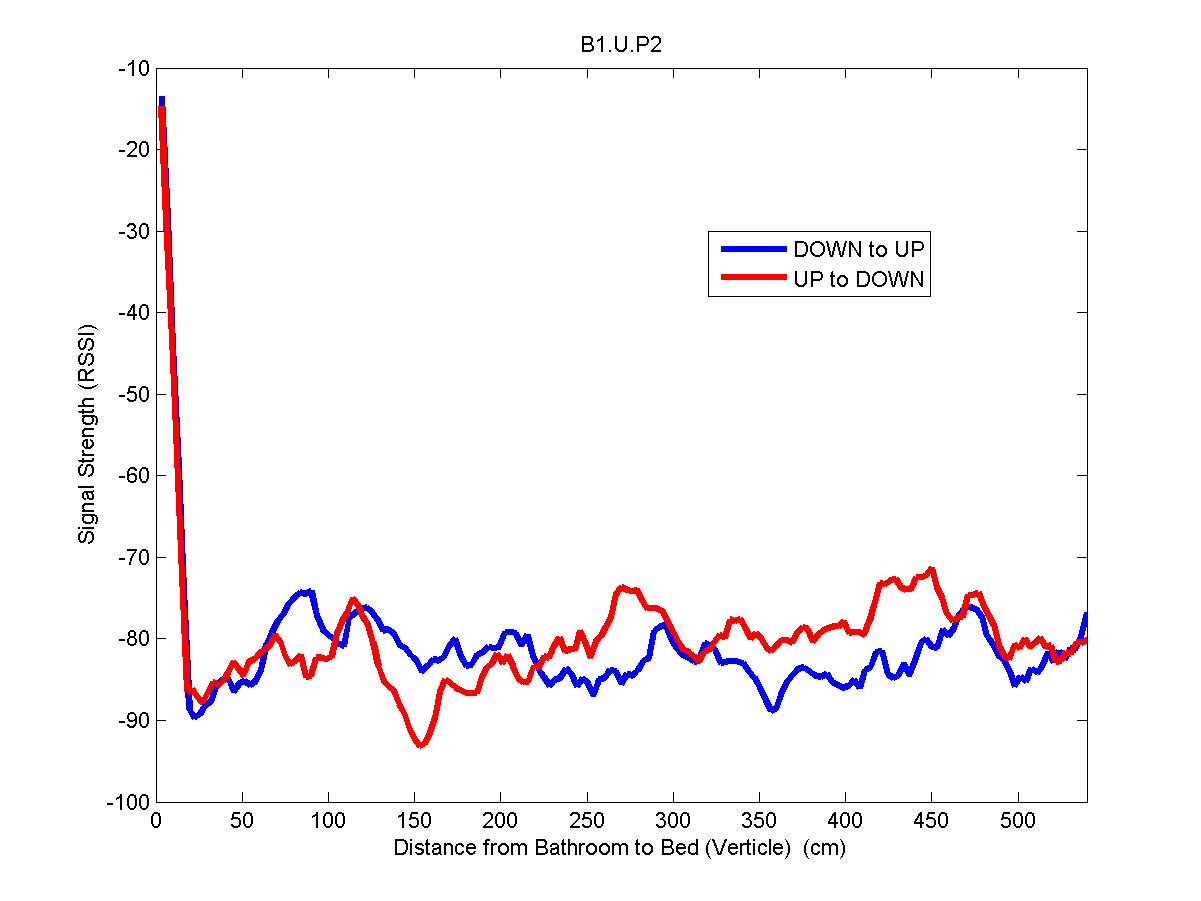 B1.U.P2
-10
-20
-30
-40
-50
-60
-70
-80
-90
-100
Signal Strength (RSSI)
DOWN to UP
UP to DOWN
0 50 100 150 200 250 300 350 400 450 500
Distance from Bathroom to Bed (Verticle)  (cm)